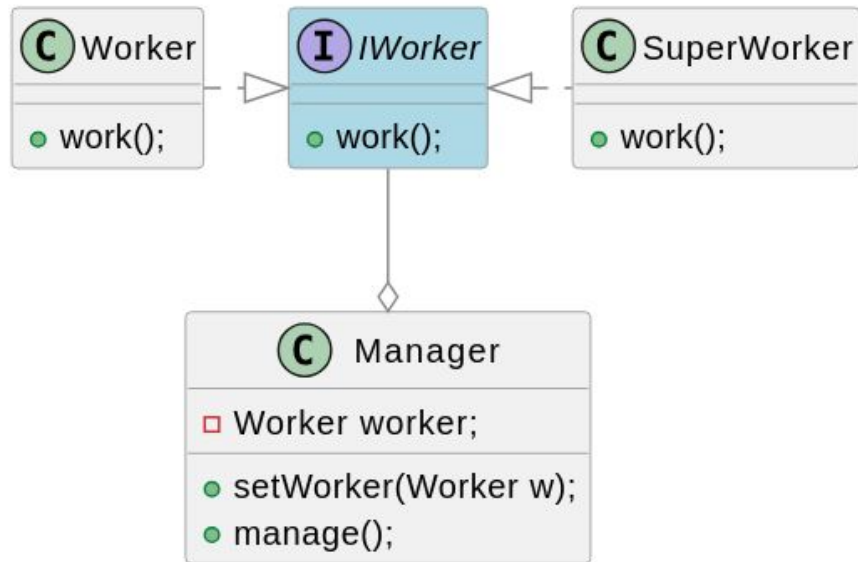 C Worker
work();
I IWorker
work();
C SuperWorker
work();
C Manager
Worker worker;
setWorker(Worker w);
manage();